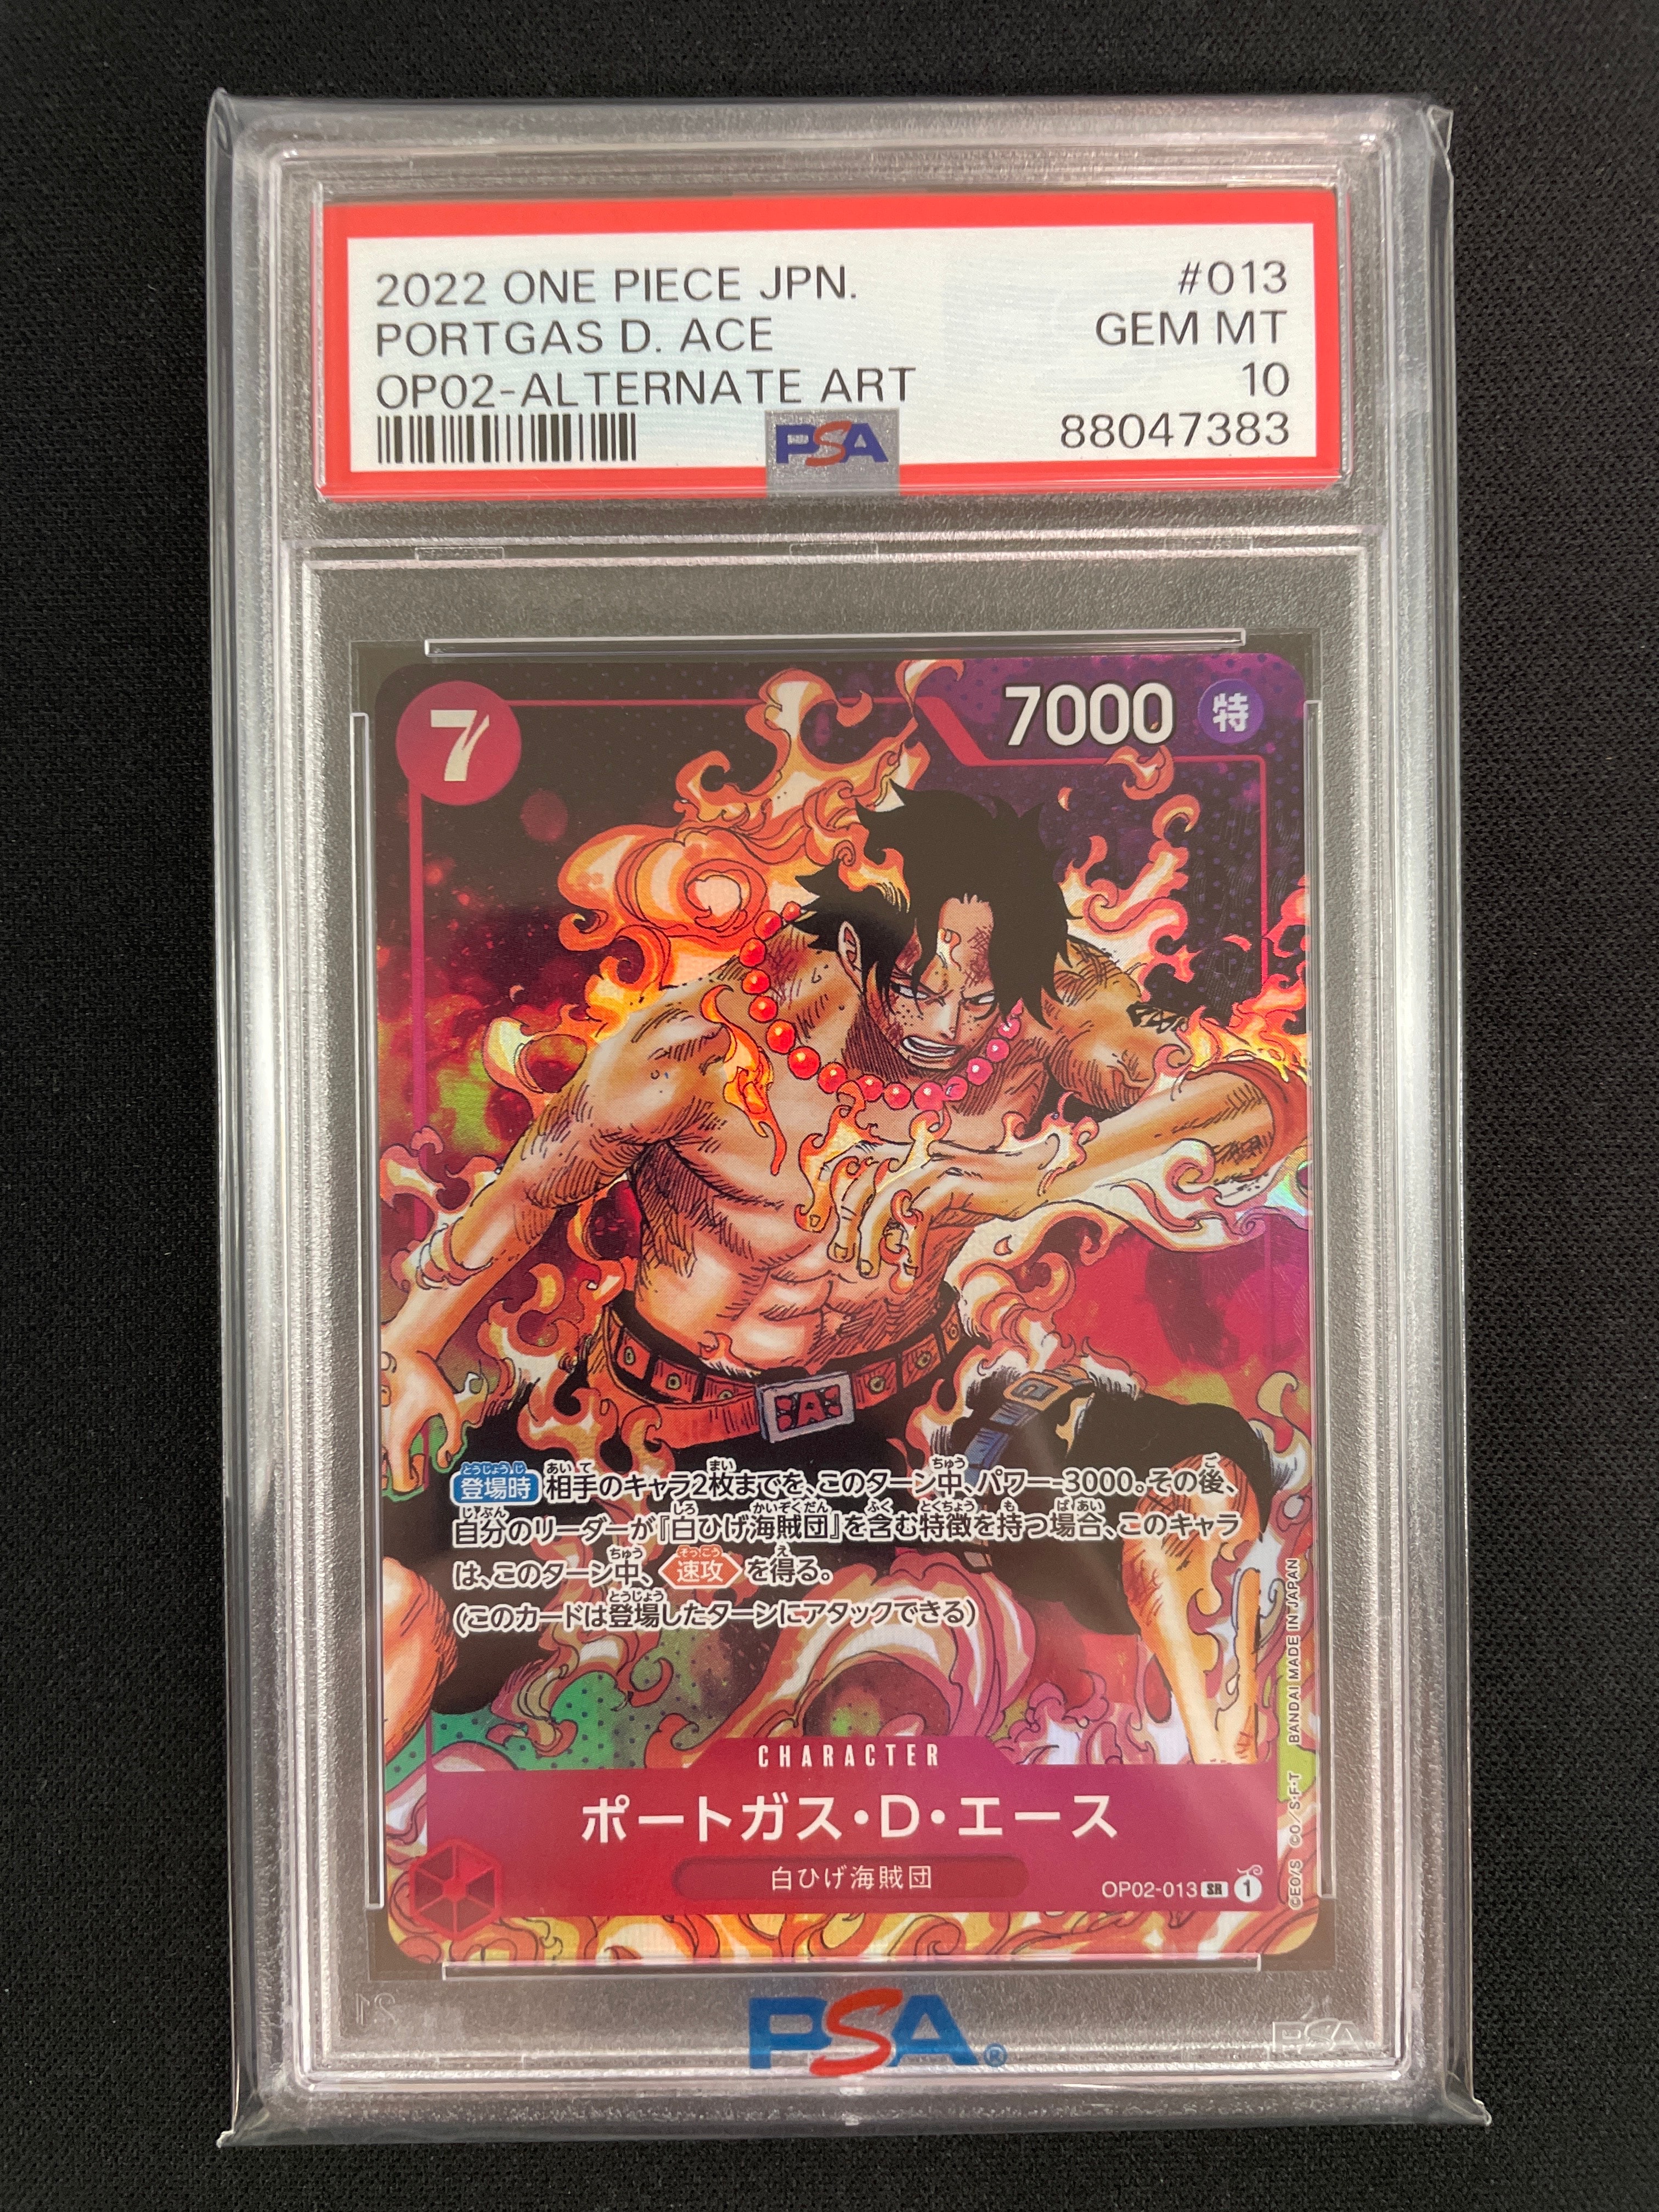 2022 ONE PIECE JPN. #013
PORTGAS D. ACE GEM MT
OP02-ALTERNATE ART 10
PSA 88047383
7 7000 特
登場時 相手のキャラ2枚までを、このターン中、パワー-3000。その後、
自分のリーダーが『白ひげ海賊団』を含む特徴を持つ場合、このキャラ
は、このターン中、速攻を得る。
(このカードは登場したターンにアタックできる)
CHARACTER
ポートガス・D・エース
白ひげ海賊団
OP02-013 SR 1
©EO/S ©O/S・F・T BANDAI MADE IN JAPAN
PSA®
PSA